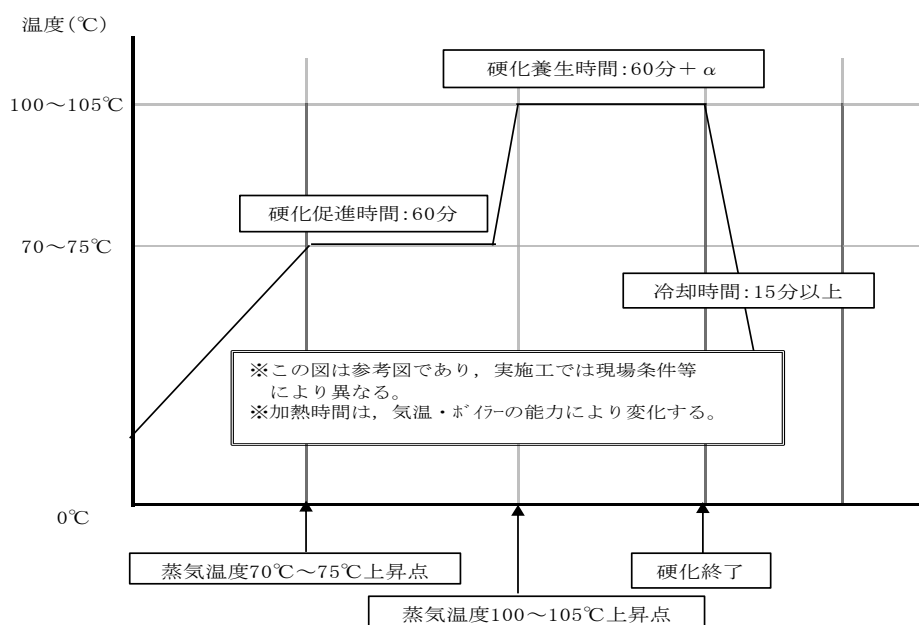 温度(℃)
硬化養生時間:60分＋α
100～105℃
硬化促進時間:60分
70～75℃
冷却時間:15分以上
※この図は参考図であり，実施工では現場条件等
により異なる。
※加熱時間は，気温・ﾎﾞｲﾗｰの能力により変化する。
0℃
蒸気温度70℃～75℃上昇点
硬化終了
蒸気温度100～105℃上昇点